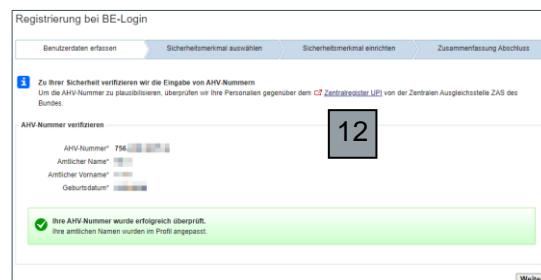 Registrierung bei BE-Login
Benutzerdaten erfassen Sicherheitsmerkmal auswählen Sicherheitsmerkmal einrichten Zusammenfassung Abschluss
Zu Ihrer Sicherheit verifizieren wir die Eingabe von AHV-Nummern
Um die AHV-Nummer zu plausibilisieren, überprüfen wir Ihre Personalien gegenüber dem Zentralregister UPI von der Zentralen Ausgleichsstelle ZAS des
Bundes.
AHV-Nummer verifizieren
12
AHV-Nummer* 756.
Amtlicher Name*
Amtlicher Vorname*
Geburtsdatum*
Ihre AHV-Nummer wurde erfolgreich überprüft.
Ihre amtlichen Namen wurden im Profil angepasst.